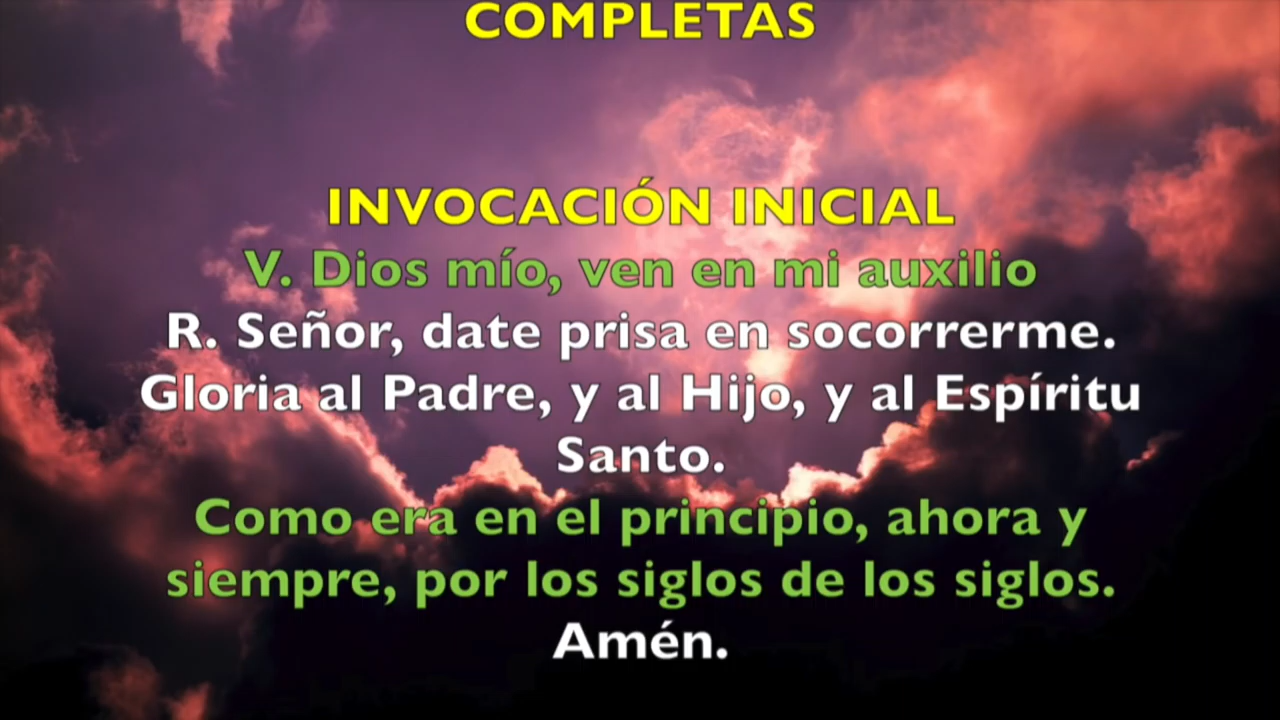 COMPLETAS
INVOCACIÓN INICIAL
V. Dios mío, ven en mi auxilio
R. Señor, date prisa en socorrerme.
Gloria al Padre, y al Hijo, y al Espíritu
Santo.
Como era en el principio, ahora y
siempre, por los siglos de los siglos.
Amén.